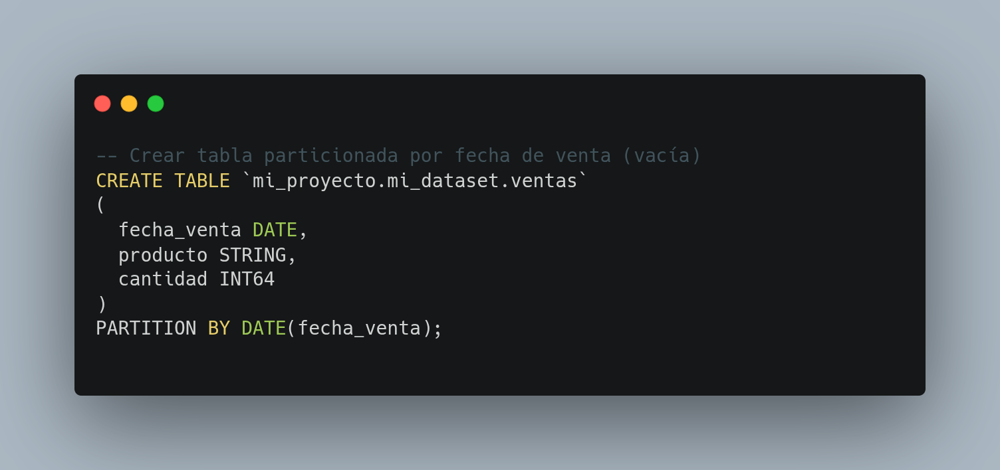 -- Crear tabla particionada por fecha de venta (vacía)
CREATE TABLE `mi_proyecto.mi_dataset.ventas`
(
  fecha_venta DATE,
  producto STRING,
  cantidad INT64
)
PARTITION BY DATE(fecha_venta);